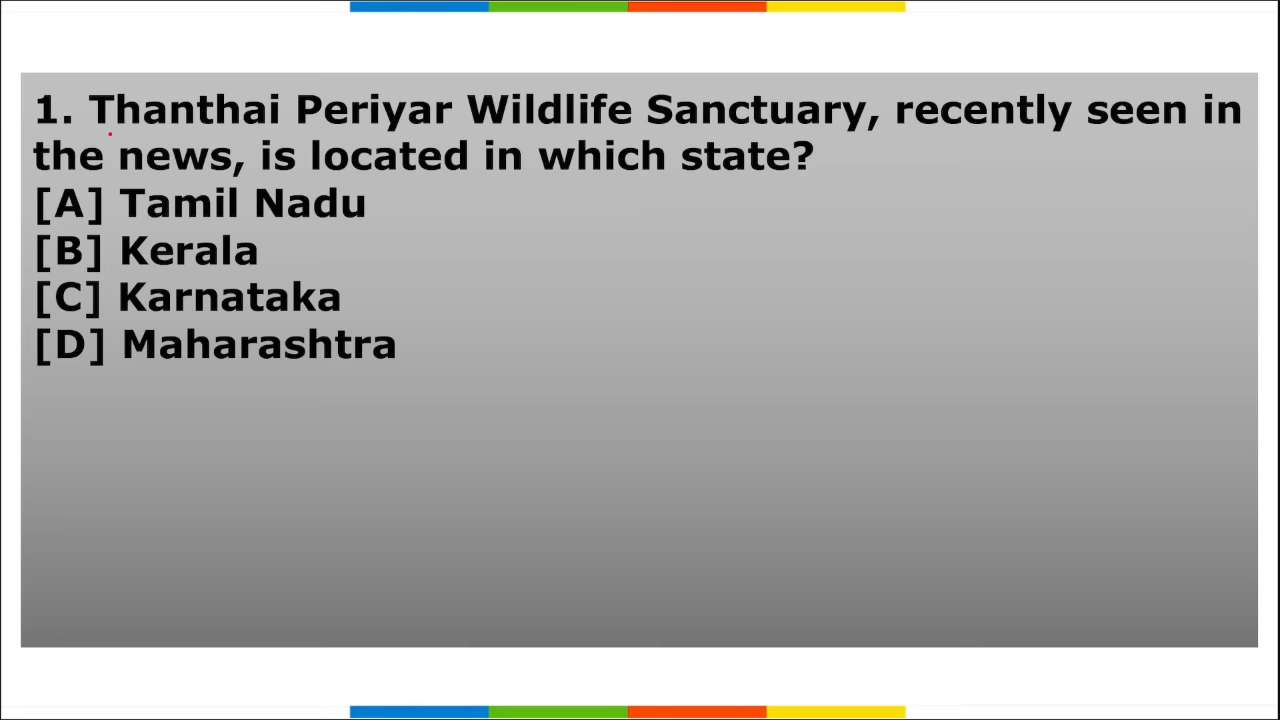 1. Thanthai Periyar Wildlife Sanctuary, recently seen in
the news, is located in which state?
[A] Tamil Nadu
[B] Kerala
[C] Karnataka
[D] Maharashtra